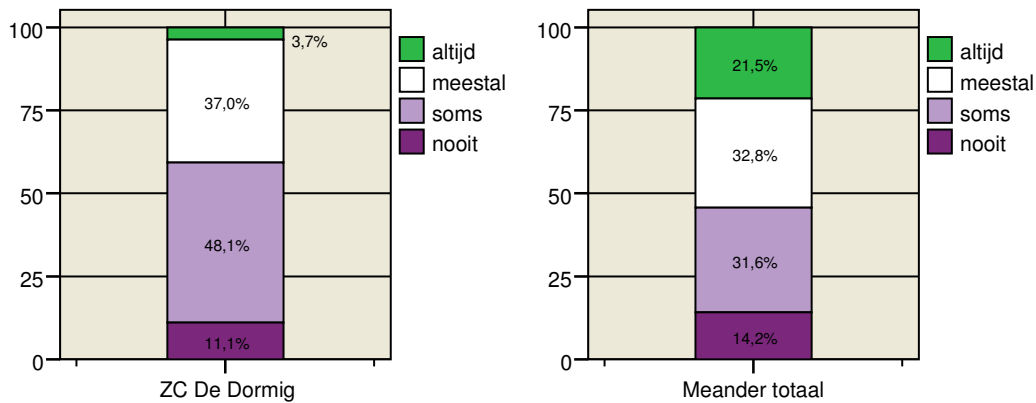 100
75
50
25
0
3,7%
37,0%
48,1%
11,1%
altijd
meestal
soms
nooit
ZC De Dormig
100
75
50
25
0
21,5%
32,8%
31,6%
14,2%
altijd
meestal
soms
nooit
Meander totaal